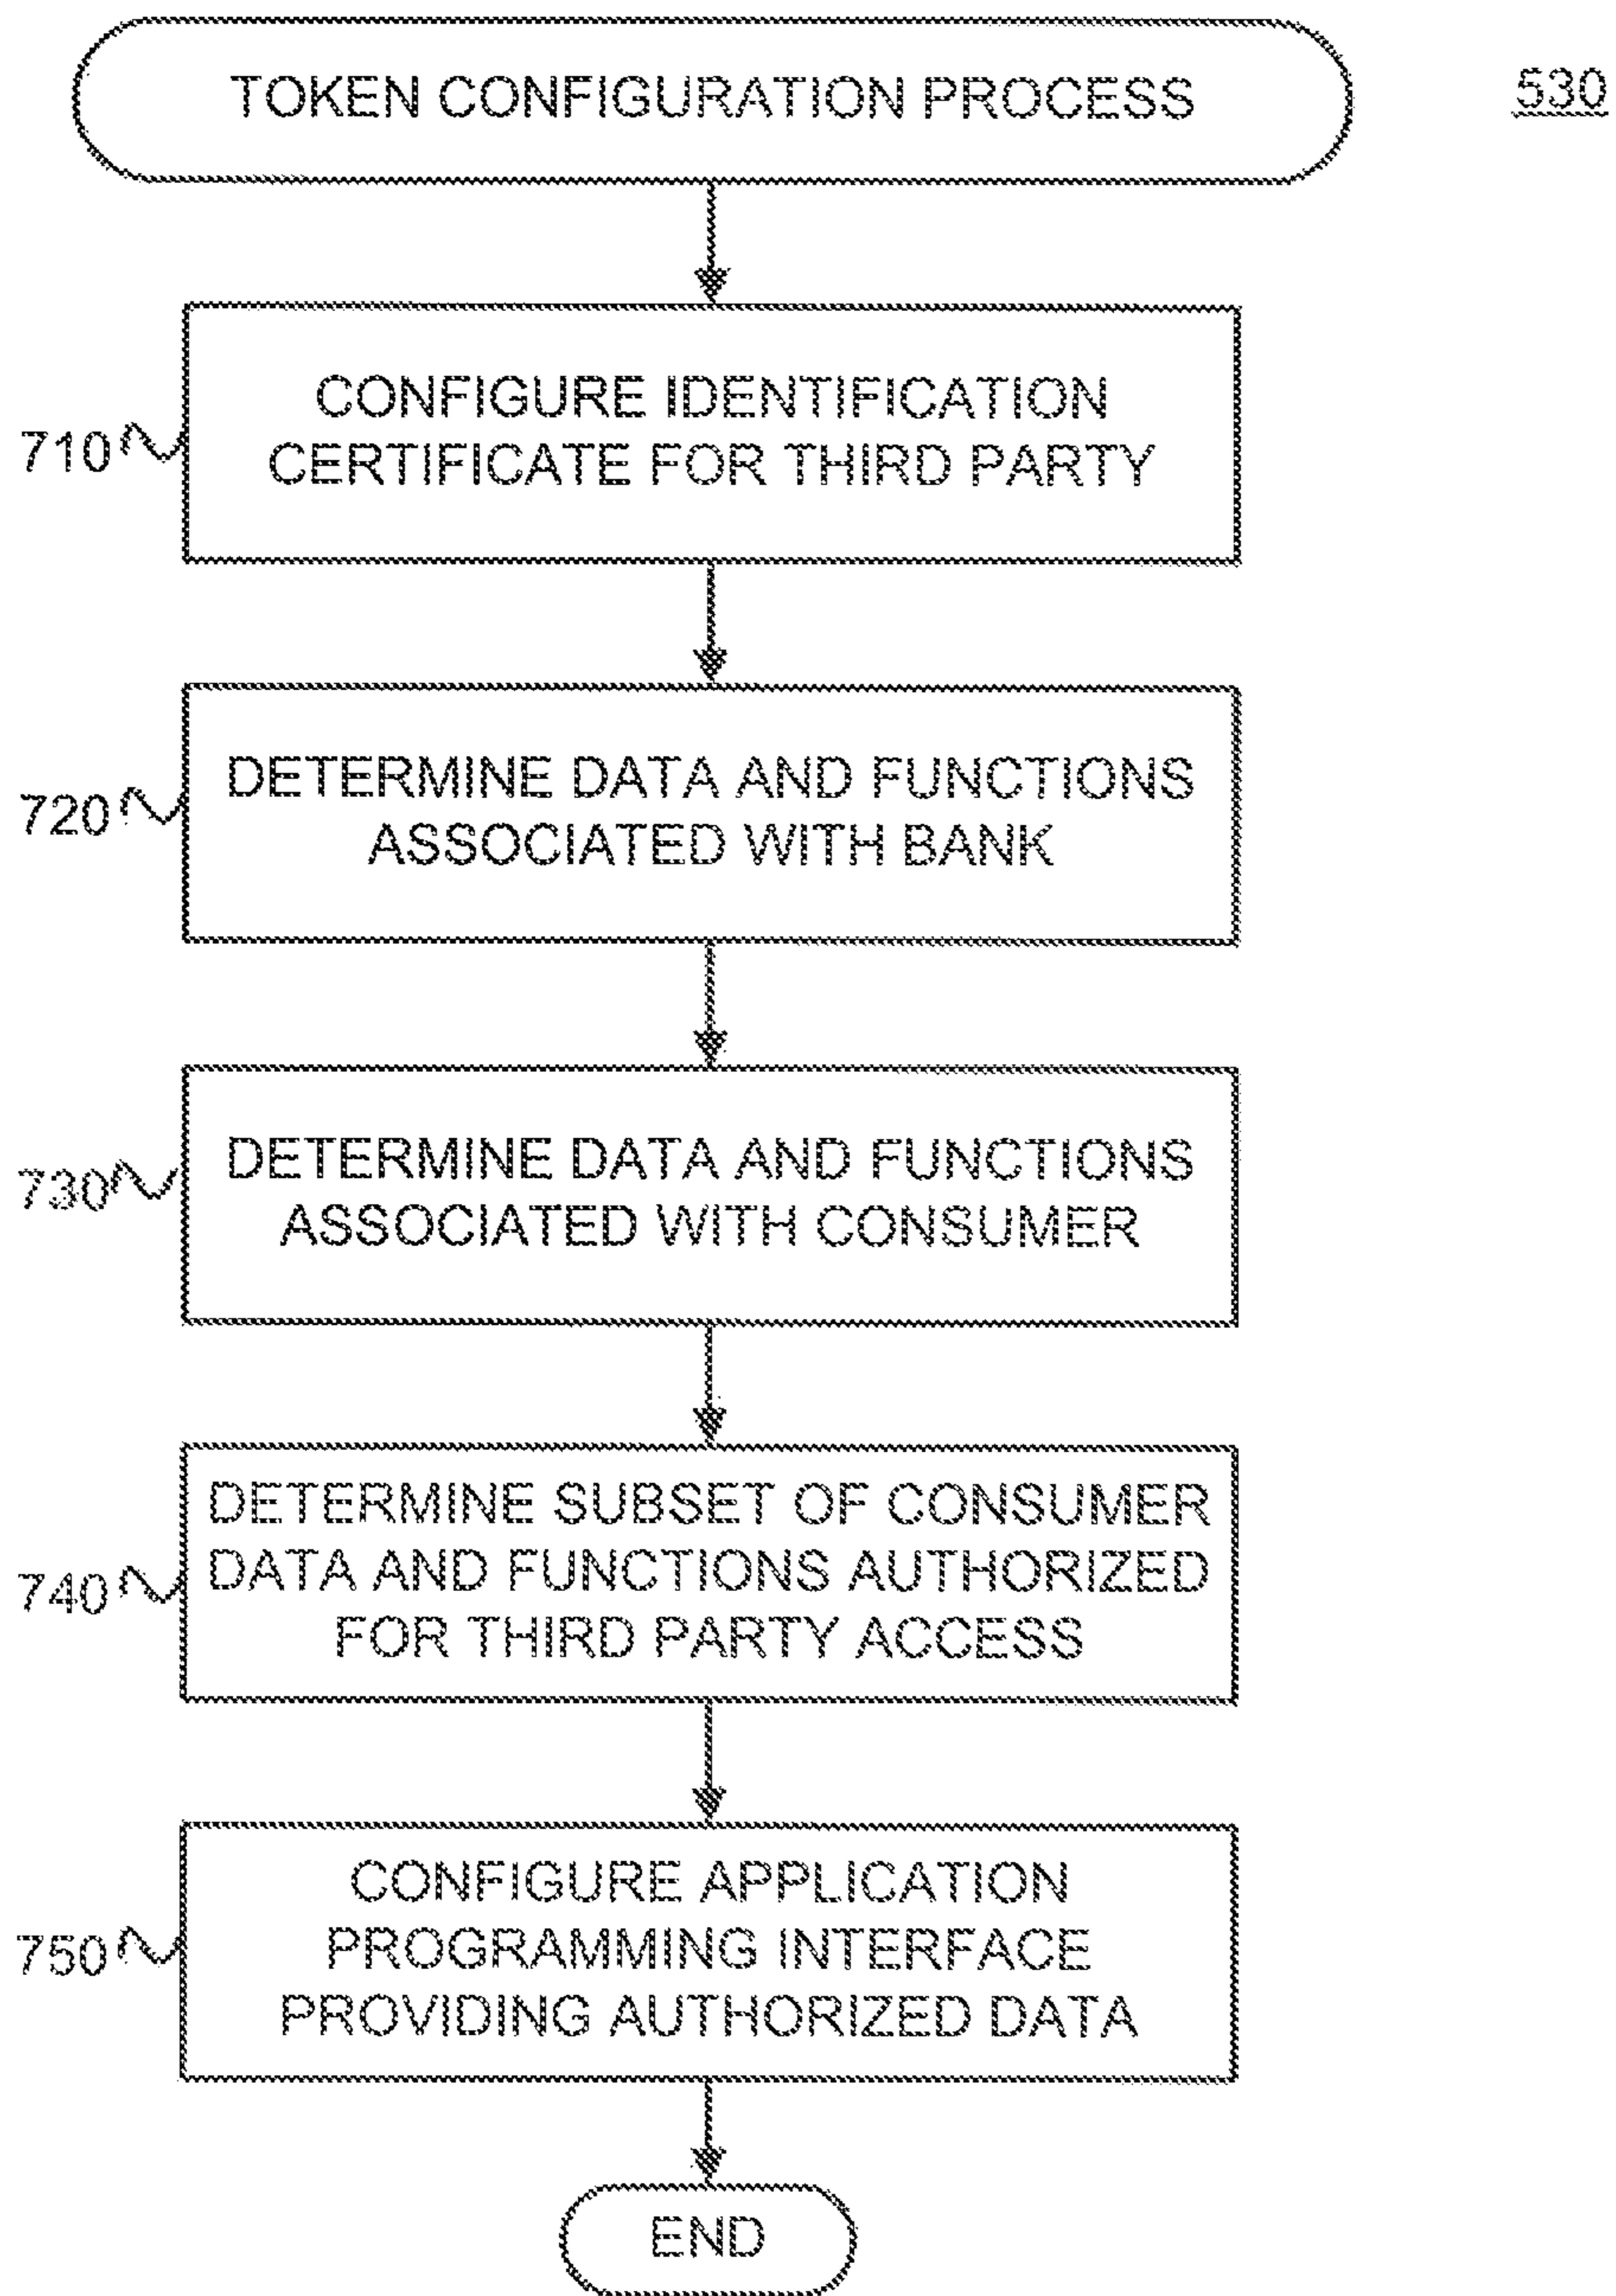 TOKEN CONFIGURATION PROCESS
530
CONFIGURE IDENTIFICATION
CERTIFICATE FOR THIRD PARTY
710
DETERMINE DATA AND FUNCTIONS
ASSOCIATED WITH BANK
720
DETERMINE DATA AND FUNCTIONS
ASSOCIATED WITH CONSUMER
730
DETERMINE SUBSET OF CONSUMER
DATA AND FUNCTIONS AUTHORIZED
FOR THIRD PARTY ACCESS
740
CONFIGURE APPLICATION
PROGRAMMING INTERFACE
PROVIDING AUTHORIZED DATA
750
END